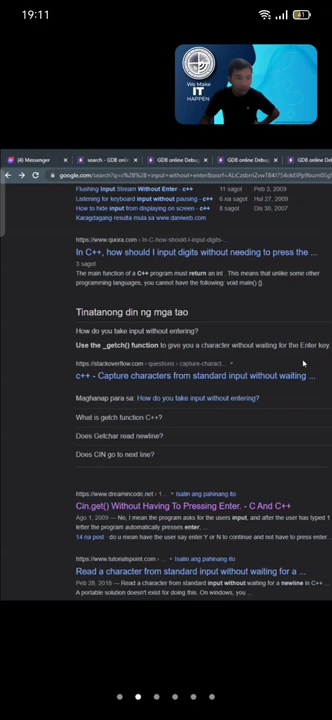 19:11
41
We Make
IT
HAPPEN
(4) Messenger
search - GDB onlin
GDB online Debug
GDB online Debug
GDB online Debug
Flushing Input Stream Without Enter - c++ 11 sagot Peb 3, 2009
Listening for keyboard input without pausing - c++ 6 na sagot Hul 27, 2009
How to hide input from displaying on screen - c++ 8 sagot Dis 30, 2007
Karagdagang resulta mula sa www.daniweb.com
https://www.quora.com › In-C-how-should-I-input-digits-...
In C++, how should I input digits without needing to press the ...
3 sagot
The main function of a C++ program must return an int . This means that unlike some other
programming languages, you cannot have the following: void main() {}.
Tinatanong din ng mga tao
How do you take input without entering?
Use the _getch() function to give you a character without waiting for the Enter key.
https://stackoverflow.com › questions › capture-charact...
c++ - Capture characters from standard input without waiting ...
Maghanap para sa: How do you take input without entering?
What is getch function C++?
Does Getchar read newline?
Does CIN go to next line?
https://www.dreamincode.net › 1... Isalin ang pahinang ito
Cin.get() Without Having To Pressing Enter. - C And C++
Ago 1, 2009 — No, I mean the program asks for the users input, and after the user has typed 1
letter the program automatically presses enter, ...
14 na post · do u mean have the user say enter Y or N to continue and not have to press enter...
https://www.tutorialspoint.com › ... Isalin ang pahinang ito
Read a character from standard input without waiting for a ...
Peb 28, 2018 — Read a character from standard input without waiting for a newline in C++ ...
A portable solution doesn't exist for doing this. On windows, you ...